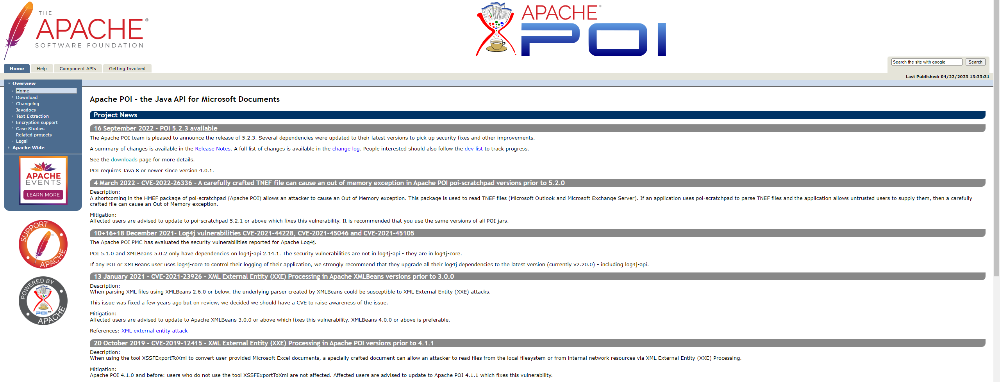 THE
APACHE®
SOFTWARE FOUNDATION
APACHE®
POI
Home
Help
Component APIs
Getting Involved
Search the site with google
Search
Last Published: 04/22/2023 13:33:31
Overview
Home
Download
Changelog
Javadocs
Text Extraction
Encryption support
Case Studies
Related projects
Legal
Apache Wide
APACHE
EVENTS
LEARN MORE
SUPPORT
APACHE
POWERED BY
POI™
APACHE
Apache POI - the Java API for Microsoft Documents
Project News
16 September 2022 - POI 5.2.3 available
The Apache POI team is pleased to announce the release of 5.2.3. Several dependencies were updated to their latest versions to pick up security fixes and other improvements.
A summary of changes is available in the Release Notes. A full list of changes is available in the change log. People interested should also follow the dev list to track progress.
See the downloads page for more details.
POI requires Java 8 or newer since version 4.0.1.
4 March 2022 - CVE-2022-26336 - A carefully crafted TNEF file can cause an out of memory exception in Apache POI poi-scratchpad versions prior to 5.2.0
Description:
A shortcoming in the HMEF package of poi-scratchpad (Apache POI) allows an attacker to cause an Out of Memory exception. This package is used to read TNEF files (Microsoft Outlook and Microsoft Exchange Server). If an application uses poi-scratchpad to parse TNEF files and the application allows untrusted users to supply them, then a carefully
crafted file can cause an Out of Memory exception.
Mitigation:
Affected users are advised to update to poi-scratchpad 5.2.1 or above which fixes this vulnerability. It is recommended that you use the same versions of all POI jars.
10+16+18 December 2021- Log4j vulnerabilities CVE-2021-44228, CVE-2021-45046 and CVE-2021-45105
The Apache POI PMC has evaluated the security vulnerabilities reported for Apache Log4j.
POI 5.1.0 and XMLBeans 5.0.2 only have dependencies on log4j-api 2.14.1. The security vulnerabilities are not in log4j-api - they are in log4j-core.
If any POI or XMLBeans user uses log4j-core to control their logging of their application, we strongly recommend that they upgrade all their log4j dependencies to the latest version (currently v2.20.0) - including log4j-api.
13 January 2021 - CVE-2021-23926 - XML External Entity (XXE) Processing in Apache XMLBeans versions prior to 3.0.0
Description:
When parsing XML files using XMLBeans 2.6.0 or below, the underlying parser created by XMLBeans could be susceptible to XML External Entity (XXE) attacks.
This issue was fixed a few years ago but on review, we decided we should have a CVE to raise awareness of the issue.
Mitigation:
Affected users are advised to update to Apache XMLBeans 3.0.0 or above which fixes this vulnerability. XMLBeans 4.0.0 or above is preferable.
References: XML external entity attack
20 October 2019 - CVE-2019-12415 - XML External Entity (XXE) Processing in Apache POI versions prior to 4.1.1
Description:
When using the tool XSSFExportToXml to convert user-provided Microsoft Excel documents, a specially crafted document can allow an attacker to read files from the local filesystem or from internal network resources via XML External Entity (XXE) Processing.
Mitigation:
Apache POI 4.1.0 and before: users who do not use the tool XSSFExportToXml are not affected. Affected users are advised to update to Apache POI 4.1.1 which fixes this vulnerability.